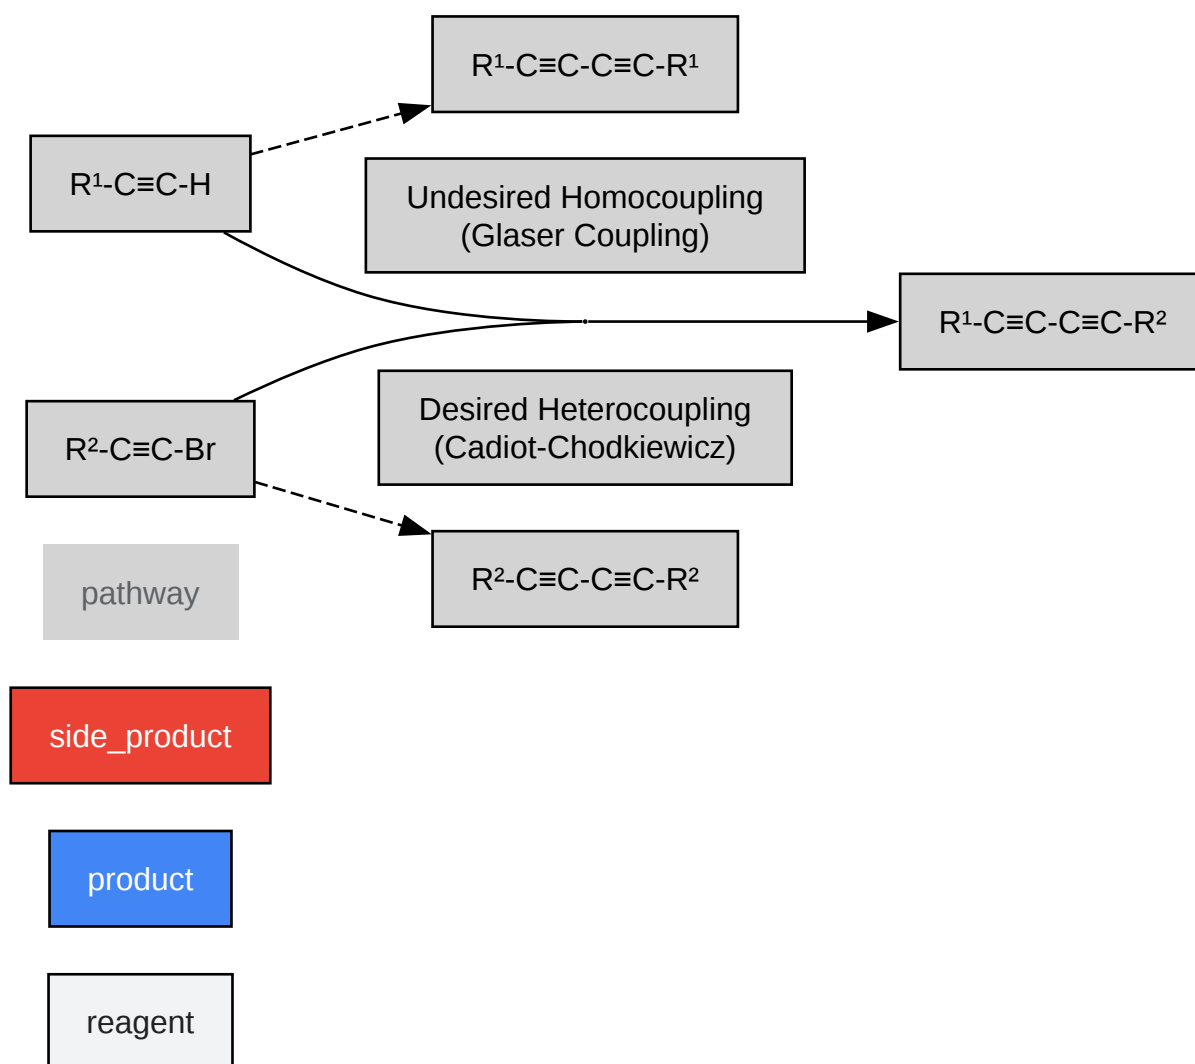 R¹-C≡C-C≡C-R¹
R¹-C≡C-H
Undesired Homocoupling
(Glaser Coupling)
R¹-C≡C-C≡C-R²
Desired Heterocoupling
(Cadiot-Chodkiewicz)
R²-C≡C-Br
R²-C≡C-C≡C-R²
pathway
side_product
product
reagent